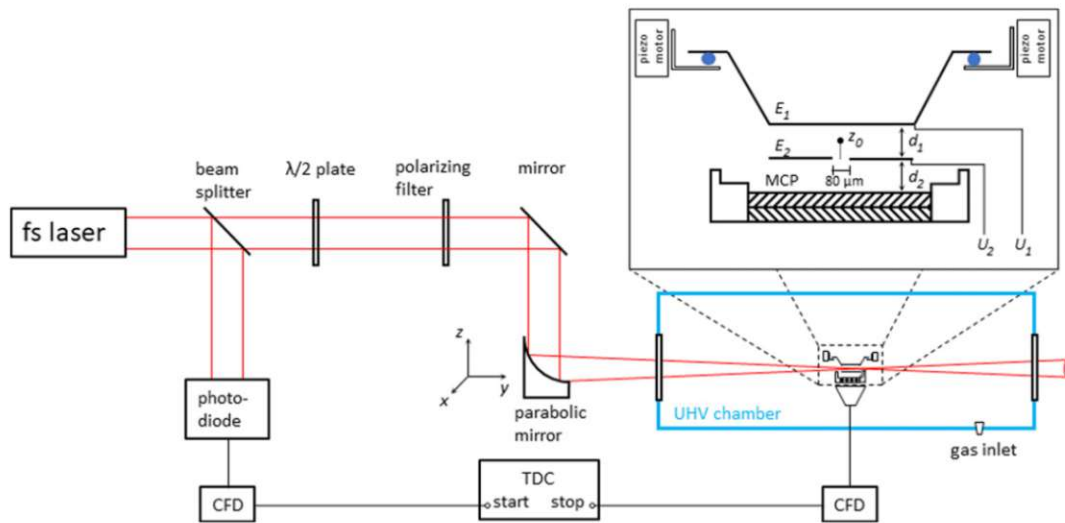 piezo
motor
piezo
motor
E₁
z₀
d₁
E₂
80 µm
d₂
MCP
U₂
U₁
beam
splitter
λ/2 plate
polarizing
filter
mirror
fs laser
z
y
x
photo-
diode
parabolic
mirror
UHV chamber
gas inlet
TDC
start
stop
CFD
CFD